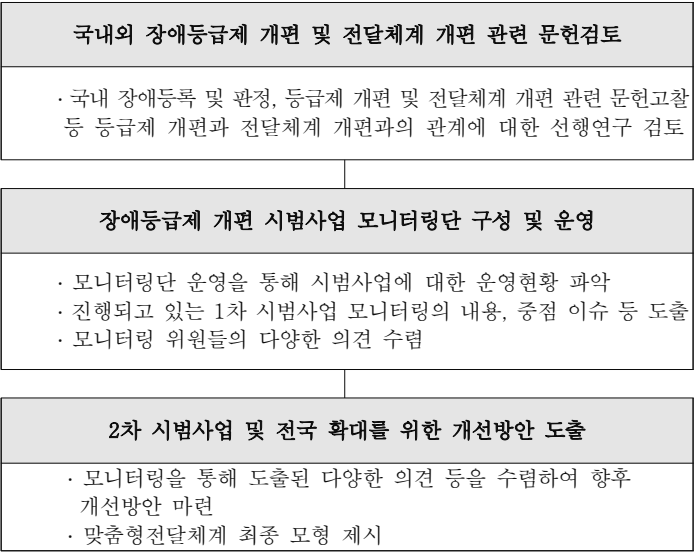 국내외 장애등급제 개편 및 전달체계 개편 관련 문헌검토
· 국내 장애등록 및 판정, 등급제 개편 및 전달체계 개편 관련 문헌고찰
등 등급제 개편과 전달체계 개편과의 관계에 대한 선행연구 검토
장애등급제 개편 시범사업 모니터링단 구성 및 운영
· 모니터링단 운영을 통해 시범사업에 대한 운영현황 파악
· 진행되고 있는 1차 시범사업 모니터링의 내용, 중점 이슈 등 도출
· 모니터링 위원들의 다양한 의견 수렴
2차 시범사업 및 전국 확대를 위한 개선방안 도출
· 모니터링을 통해 도출된 다양한 의견 등을 수렴하여 향후
개선방안 마련
· 맞춤형전달체계 최종 모형 제시